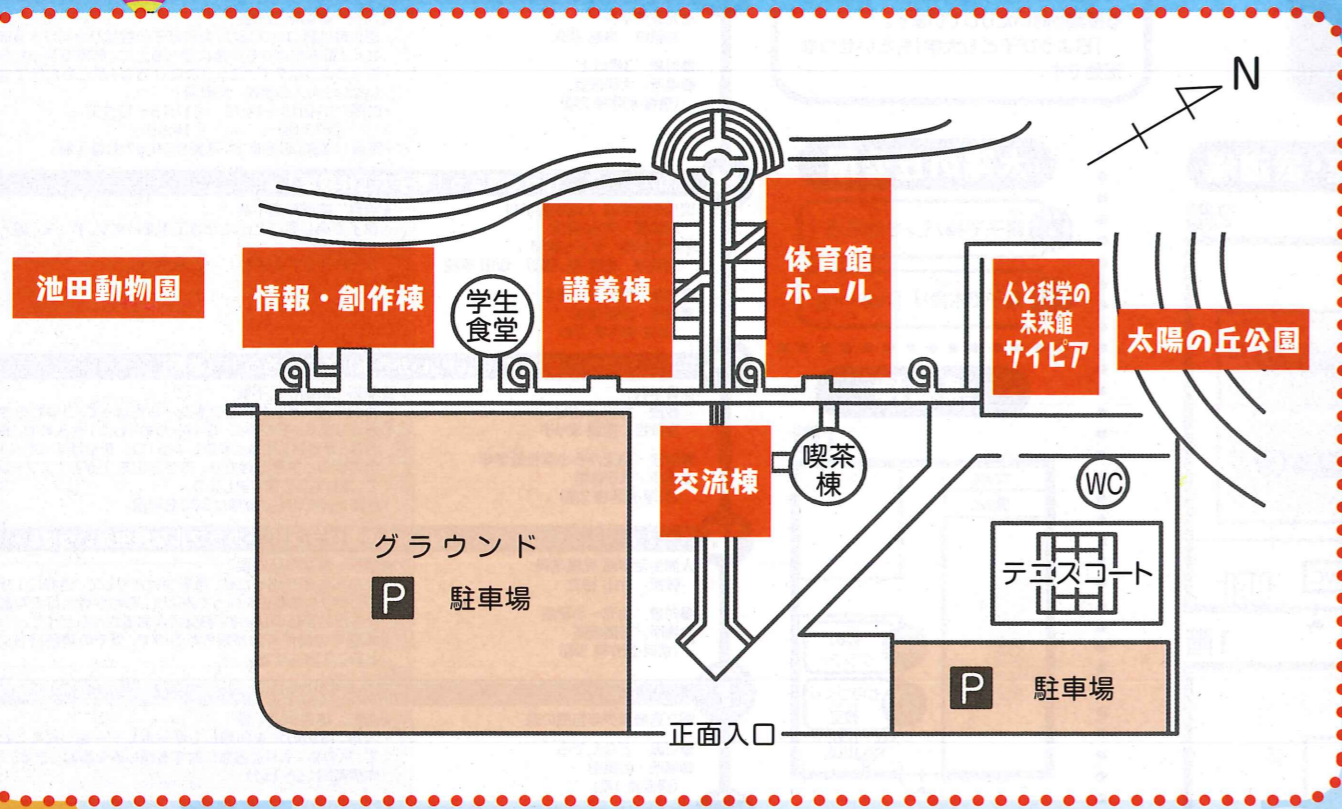 N
池田動物園
情報・創作棟
学生
食堂
講義棟
体育館
ホール
人と科学の
未来館
サイピア
太陽の丘公園
交流棟
喫茶
棟
WC
グラウンド
P 駐車場
テニスコート
P 駐車場
正面入口